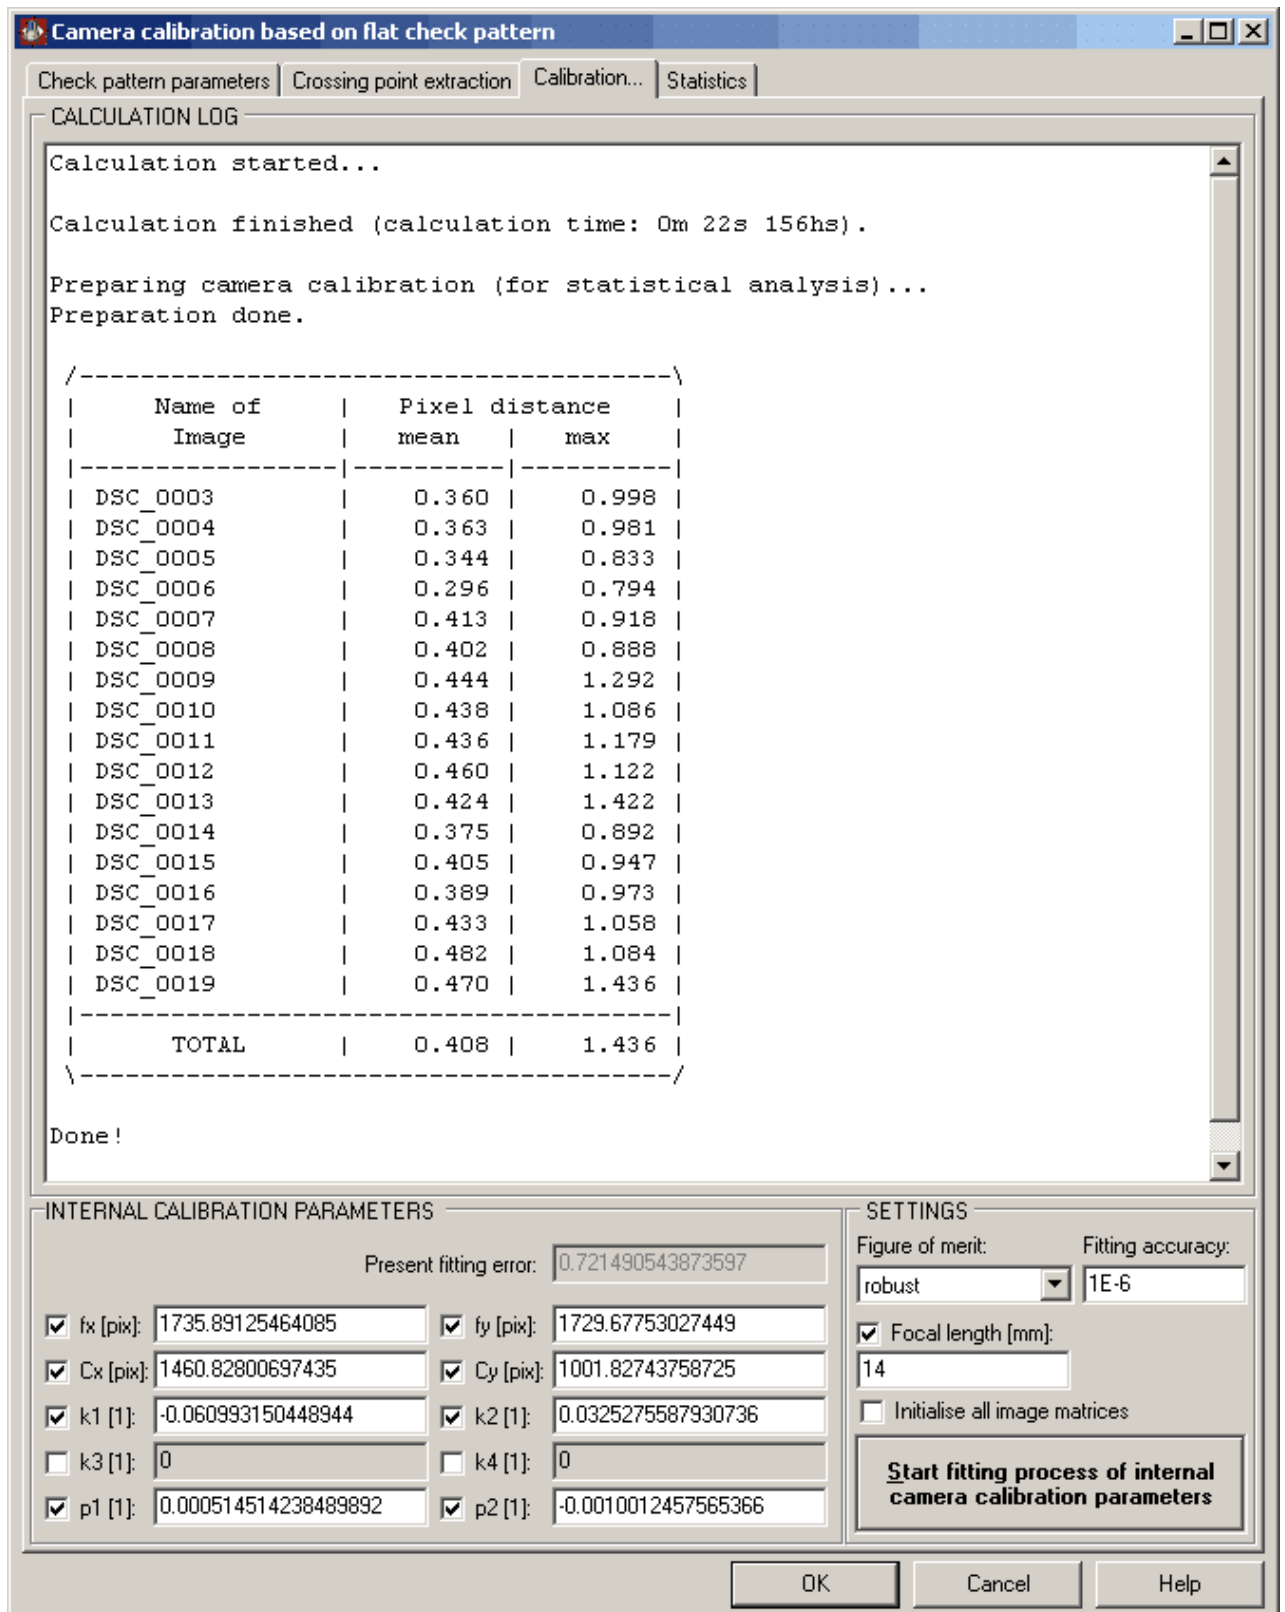 Camera calibration based on flat check pattern
Check pattern parameters Crossing point extraction Calibration... Statistics
CALCULATION LOG
Calculation started...
Calculation finished (calculation time: 0m 22s 156hs).
Preparing camera calibration (for statistical analysis)...
Preparation done.
/---------------------------------------\
| Name of | Pixel distance |
| Image | mean | max |
|-----------------|----------|----------|
| DSC_0003 | 0.360 | 0.998 |
| DSC_0004 | 0.363 | 0.981 |
| DSC_0005 | 0.344 | 0.833 |
| DSC_0006 | 0.296 | 0.794 |
| DSC_0007 | 0.413 | 0.918 |
| DSC_0008 | 0.402 | 0.888 |
| DSC_0009 | 0.444 | 1.292 |
| DSC_0010 | 0.438 | 1.086 |
| DSC_0011 | 0.436 | 1.179 |
| DSC_0012 | 0.460 | 1.122 |
| DSC_0013 | 0.424 | 1.422 |
| DSC_0014 | 0.375 | 0.892 |
| DSC_0015 | 0.405 | 0.947 |
| DSC_0016 | 0.389 | 0.973 |
| DSC_0017 | 0.433 | 1.058 |
| DSC_0018 | 0.482 | 1.084 |
| DSC_0019 | 0.470 | 1.436 |
|---------------------------------------|
| TOTAL | 0.408 | 1.436 |
\---------------------------------------/
Done!
INTERNAL CALIBRATION PARAMETERS
Present fitting error: 0.721490543873597
fx [pix]: 1735.89125464085 fy [pix]: 1729.67753027449
Cx [pix]: 1460.82800697435 Cy [pix]: 1001.82743758725
k1 [1]: -0.060993150448944 k2 [1]: 0.0325275587930736
k3 [1]: 0 k4 [1]: 0
p1 [1]: 0.000514514238489892 p2 [1]: -0.0010012457565366
SETTINGS
Figure of merit: Fitting accuracy:
robust 1E-6
Focal length [mm]:
14
Initialise all image matrices
Start fitting process of internal
camera calibration parameters
OK Cancel Help